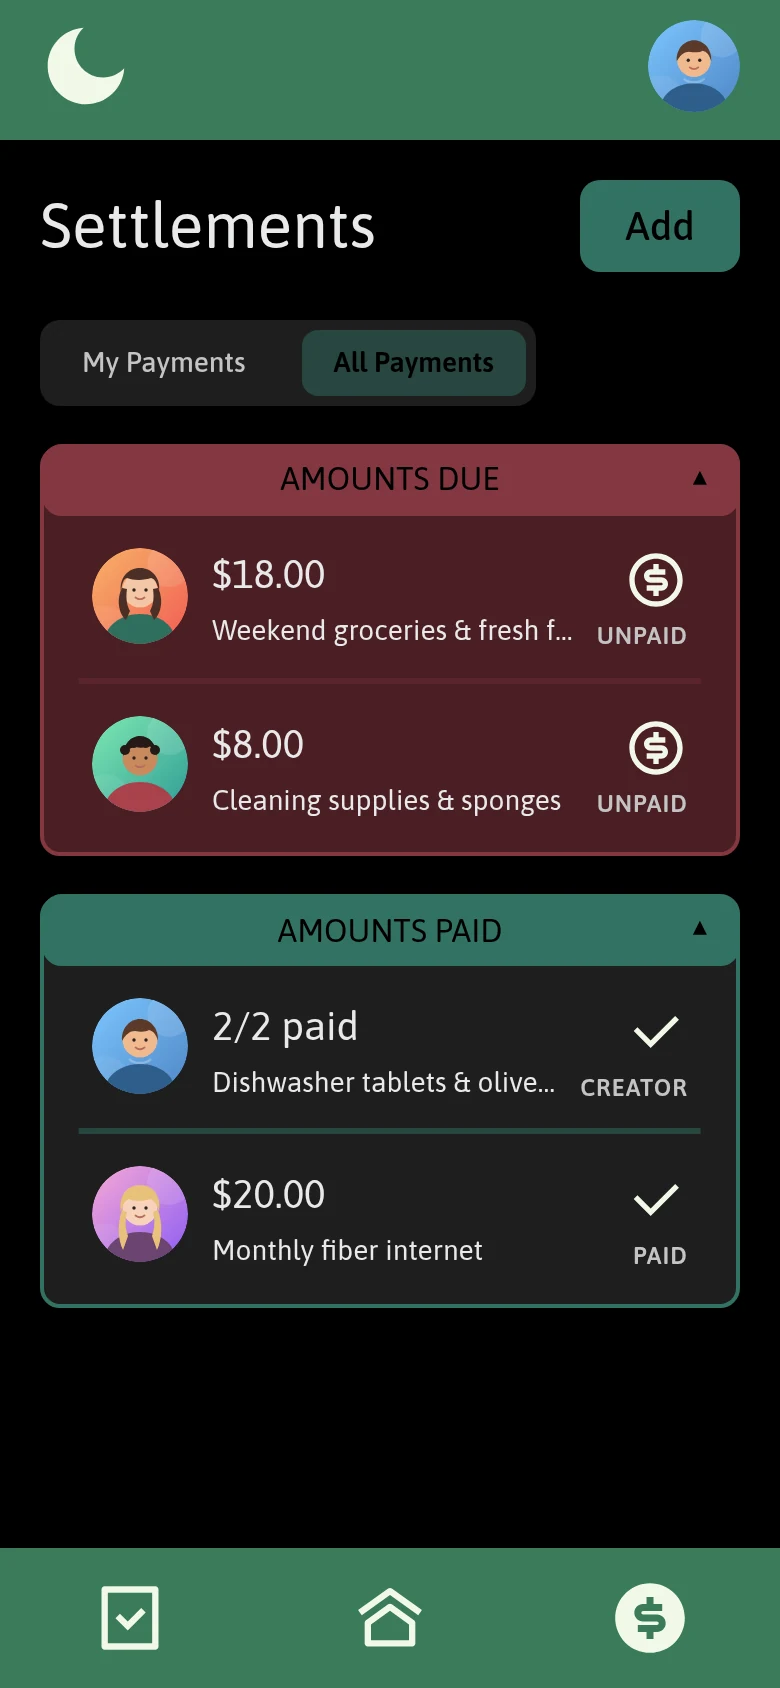 Settlements
Add
My Payments
All Payments
AMOUNTS DUE
$18.00
Weekend groceries & fresh f...
UNPAID
$8.00
Cleaning supplies & sponges
UNPAID
AMOUNTS PAID
2/2 paid
Dishwasher tablets & olive...
CREATOR
$20.00
Monthly fiber internet
PAID